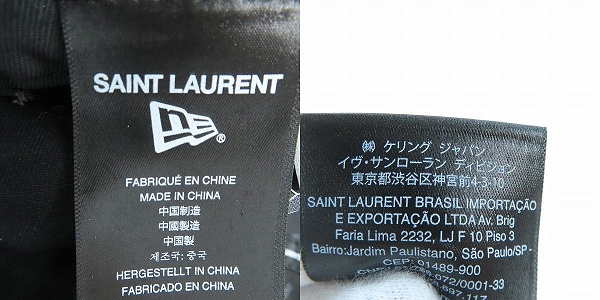 SAINT LAURENT
FABRIQUÉ EN CHINE
MADE IN CHINA
中国制造
中國製造
中国製
제조국: 중국
HERGESTELLT IN CHINA
FABRICADO EN CHINA
㈱ ケリング ジャパン
イヴ・サンローラン ディビジョン
東京都渋谷区神宮前4-3-10
SAINT LAURENT BRASIL IMPORTAÇÃO
E EXPORTAÇÃO LTDA Av. Brig
Faria Lima 2232, LJ F 10 Piso 3
Bairro:Jardim Paulistano, São Paulo/SP-
CEP: 01489-900
072/0001-33